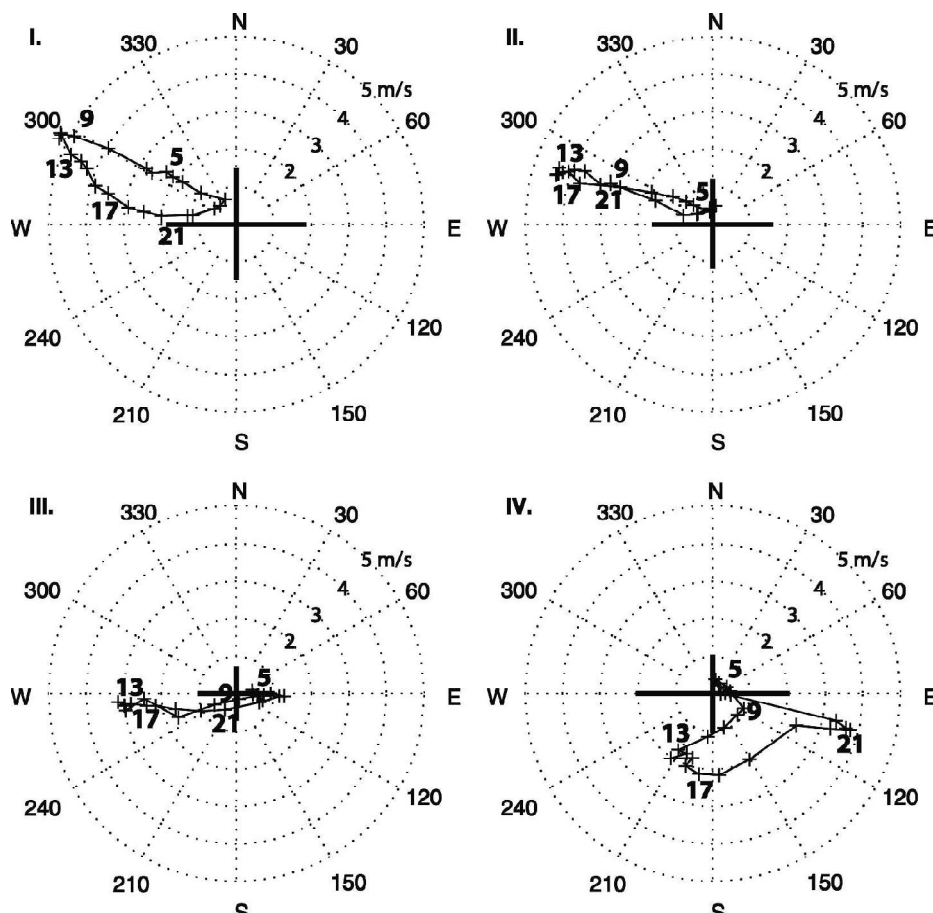 I. N II. N
330 30 330 30
5 m/s 5 m/s
300 9 4 60 300 4 60
13 5 3 13 9 3
2 2
17 17 21 5
W 21 E W E
240 120 240 120
210 150 210 150
S S
III. N IV. N
330 30 330 30
5 m/s 5 m/s
300 4 60 300 4 60
3 3
2 2
13 9 5 5
W E W E
17 21 9
13 21
17
240 120 240 120
210 150 210 150
S S